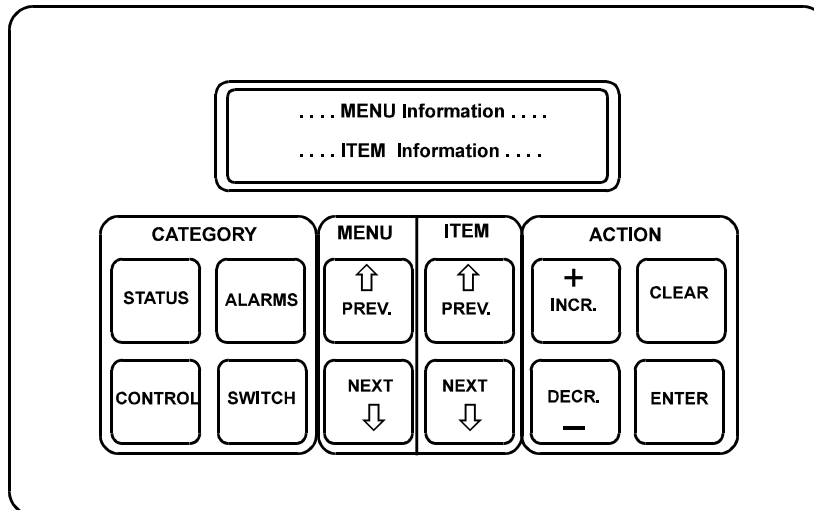 . . . . MENU Information . . . .
. . . . ITEM Information . . . .
CATEGORY
MENU
ITEM
ACTION
STATUS
ALARMS
PREV.
PREV.
+
INCR.
CLEAR
CONTROL
SWITCH
NEXT
NEXT
DECR.
−
ENTER